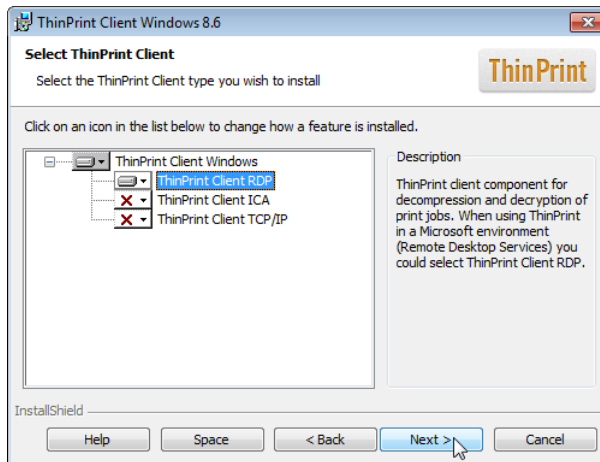 ThinPrint Client Windows 8.6
Select ThinPrint Client
Select the ThinPrint Client type you wish to install
ThinPrint
Click on an icon in the list below to change how a feature is installed.
ThinPrint Client Windows
ThinPrint Client RDP
ThinPrint Client ICA
ThinPrint Client TCP/IP
Description
ThinPrint client component for
decompression and decryption of
print jobs. When using ThinPrint
in a Microsoft environment
(Remote Desktop Services) you
could select ThinPrint Client RDP.
InstallShield
Help
Space
< Back
Next >
Cancel